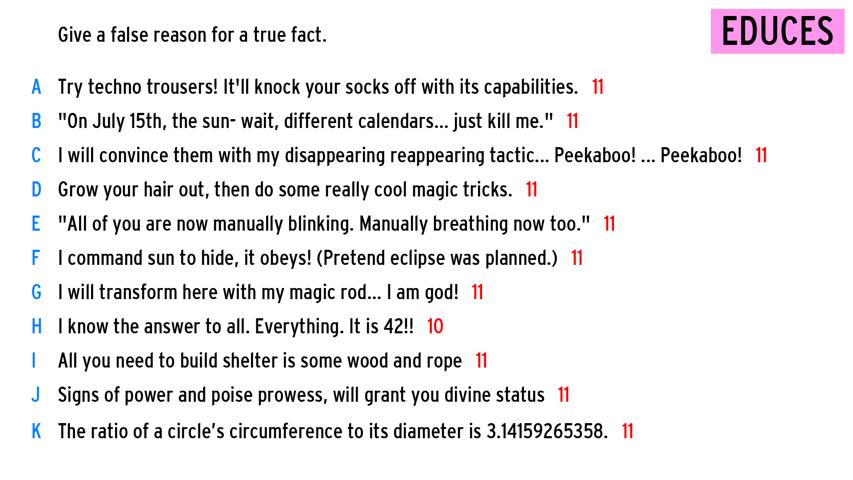 Give a false reason for a true fact.
EDUCES
A Try techno trousers! It'll knock your socks off with its capabilities. 11
B "On July 15th, the sun- wait, different calendars... just kill me." 11
C I will convince them with my disappearing reappearing tactic... Peekaboo! ... Peekaboo! 11
D Grow your hair out, then do some really cool magic tricks. 11
E "All of you are now manually blinking. Manually breathing now too." 11
F I command sun to hide, it obeys! (Pretend eclipse was planned.) 11
G I will transform here with my magic rod... I am god! 11
H I know the answer to all. Everything. It is 42!! 10
I All you need to build shelter is some wood and rope 11
J Signs of power and poise prowess, will grant you divine status 11
K The ratio of a circle’s circumference to its diameter is 3.14159265358. 11